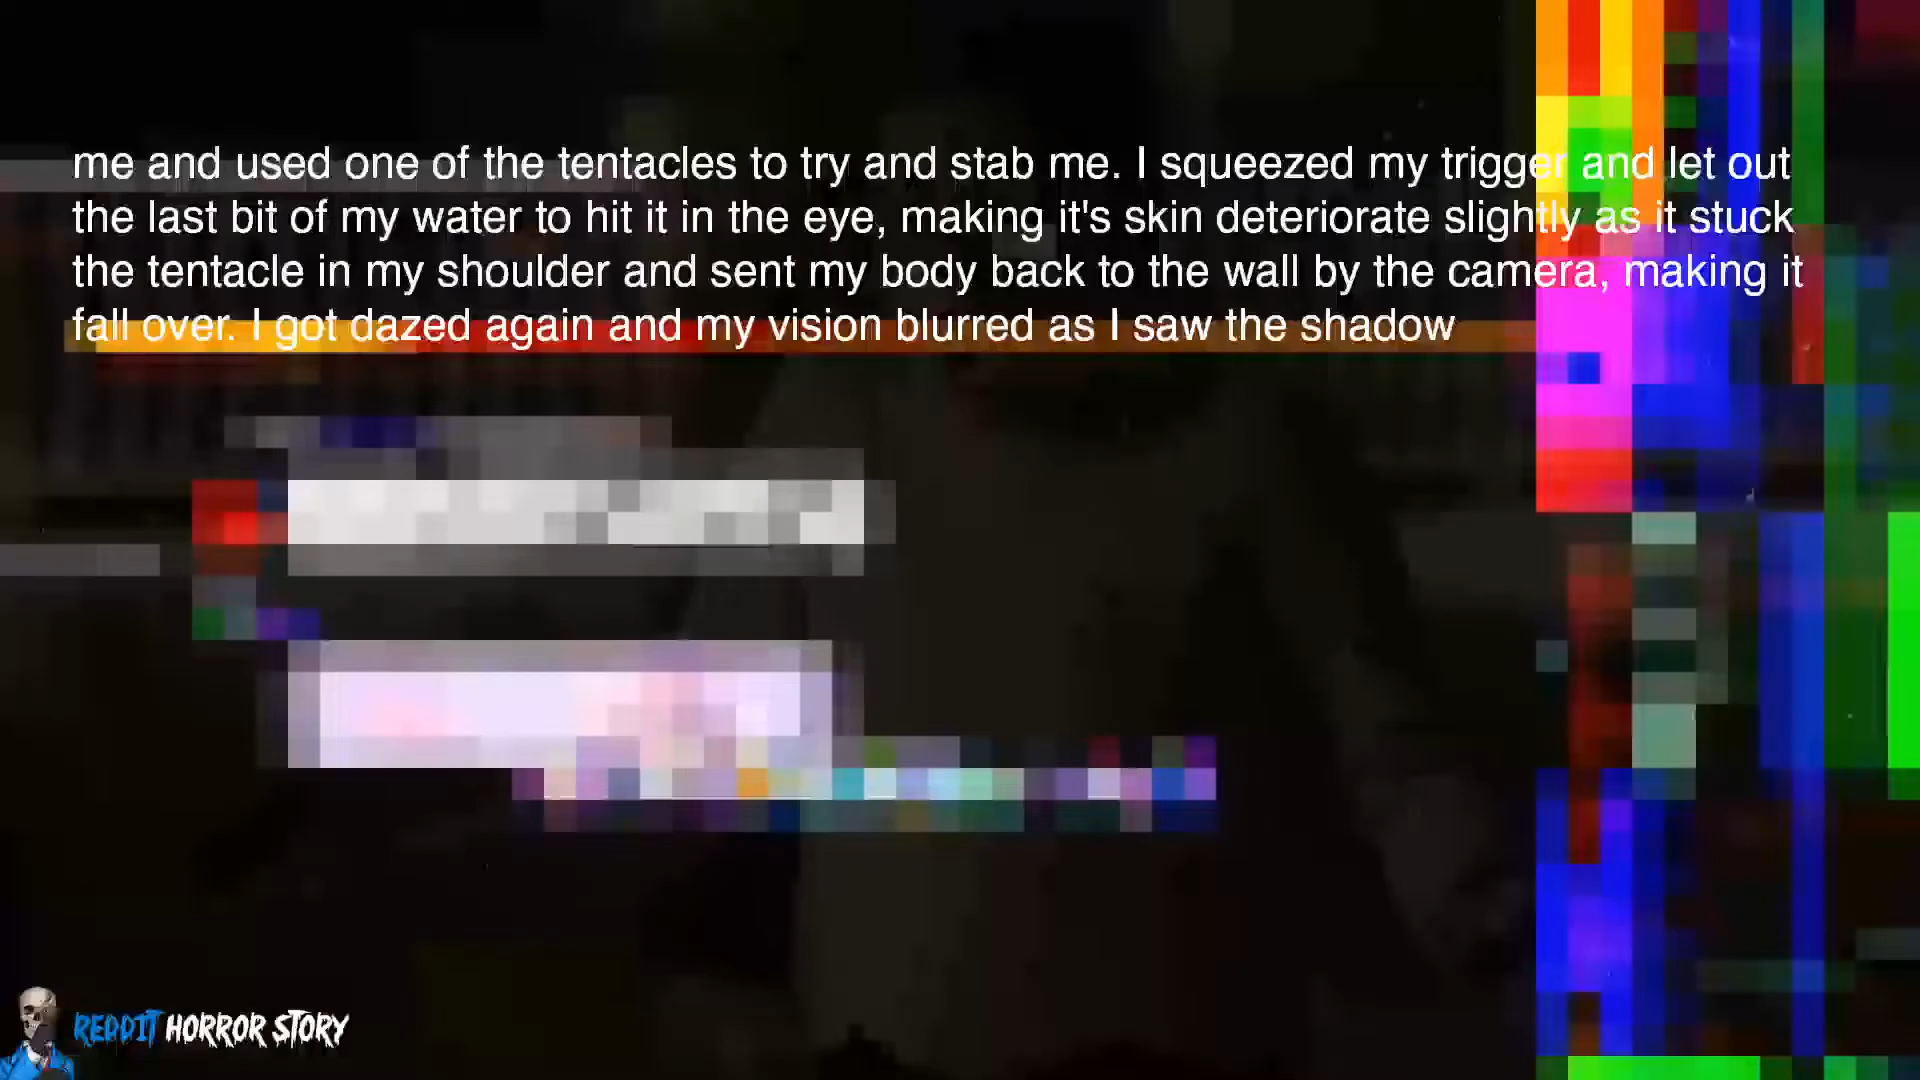 me and used one of the tentacles to try and stab me. I squeezed my trigger and let out
the last bit of my water to hit it in the eye, making it's skin deteriorate slightly as it stuck
the tentacle in my shoulder and sent my body back to the wall by the camera, making it
fall over. I got dazed again and my vision blurred as I saw the shadow
REDDIT HORROR STORY